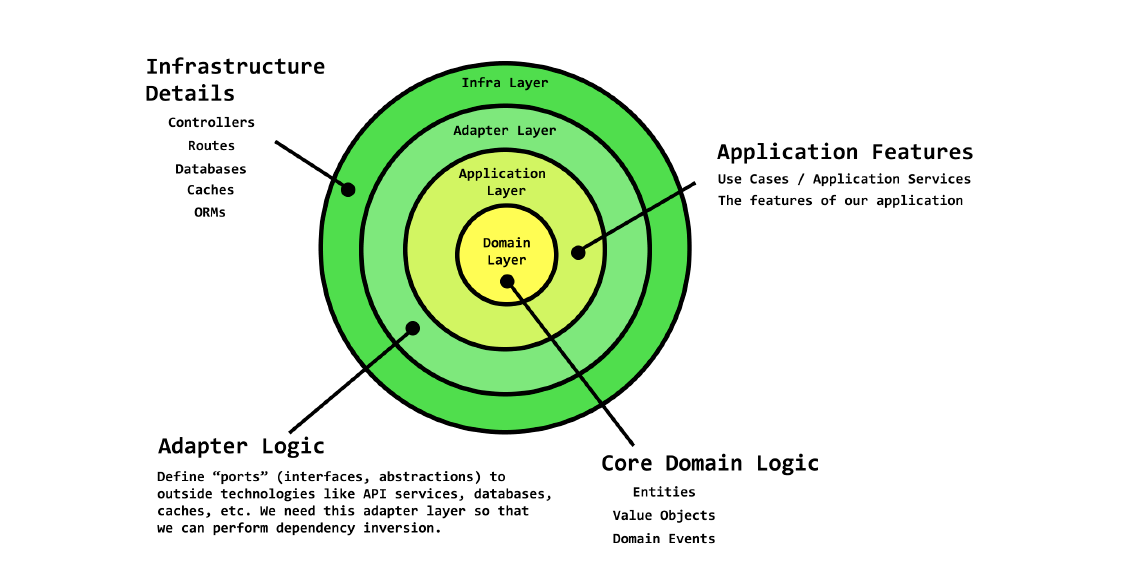 Infrastructure
Details
Controllers
Routes
Databases
Caches
ORMs
Infra Layer
Adapter Layer
Application
Layer
Domain
Layer
Application Features
Use Cases / Application Services
The features of our application
Adapter Logic
Define “ports” (interfaces, abstractions) to
outside technologies like API services, databases,
caches, etc. We need this adapter layer so that
we can perform dependency inversion.
Core Domain Logic
Entities
Value Objects
Domain Events